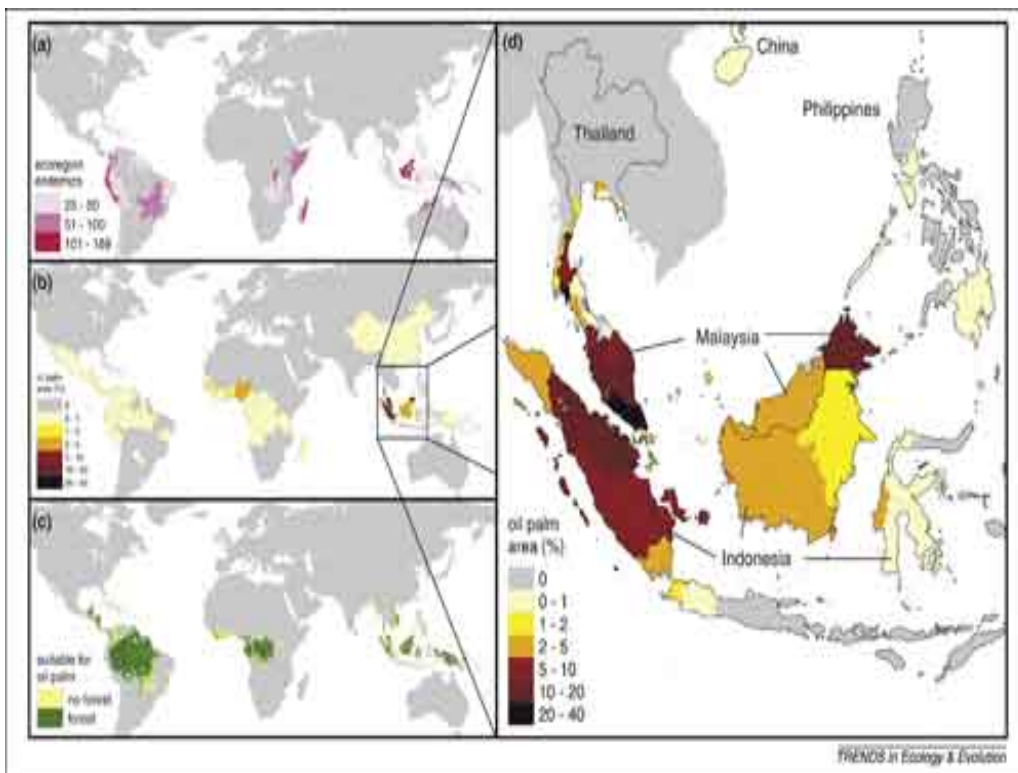 (a)
ecoregion
endemics
51 - 100
101 - 189
(b)
area (%)
0
(c)
suitable for
oil palm
no forest
forest
(d)
China
Philippines
Thailand
Malaysia
Indonesia
oil palm
area (%)
0
0 - 1
1 - 2
2 - 5
5 - 10
10 - 20
20 - 40
TRENDS in Ecology & Evolution